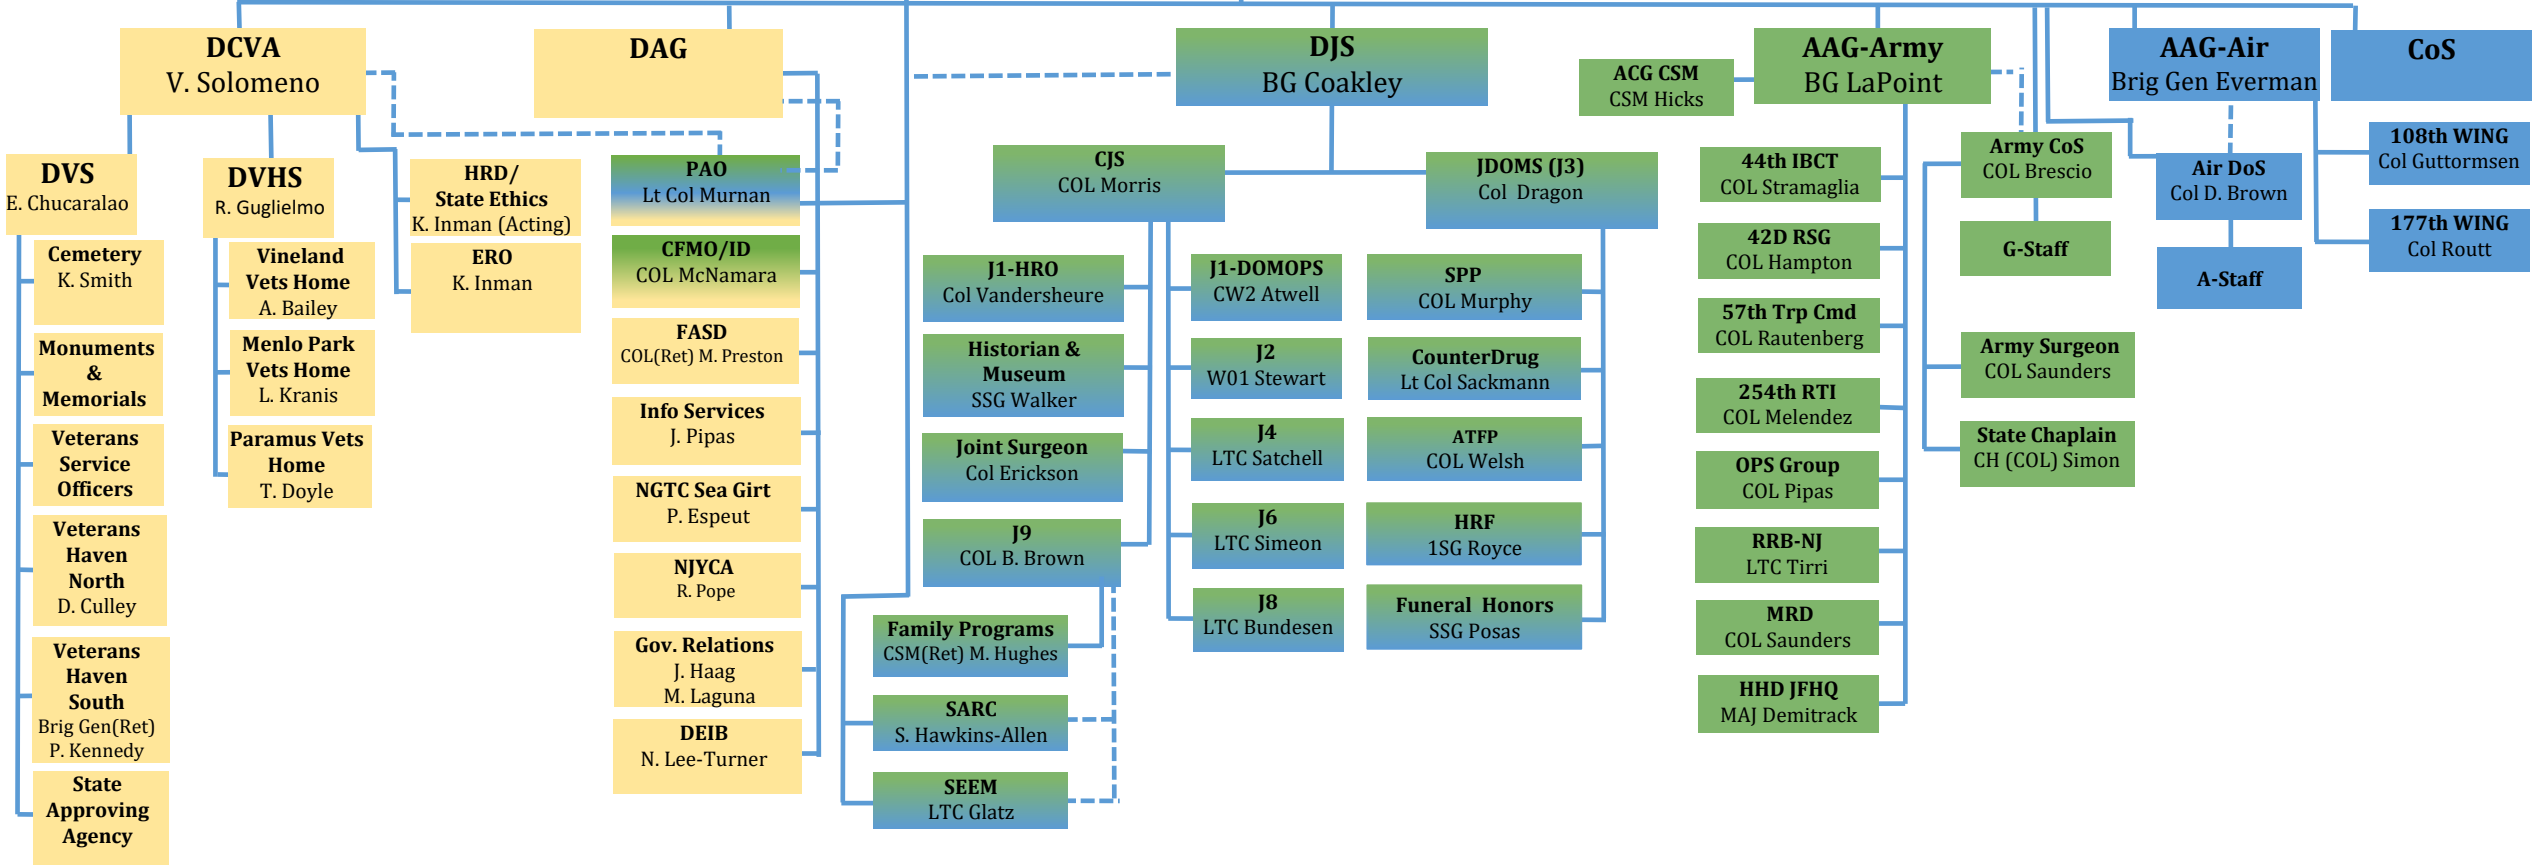 DCVA
V. Solomeno
DAG
DJS
BG Coakley
ACG CSM
CSM Hicks
AAG-Army
BG LaPoint
AAG-Air
Brig Gen Everman
CoS
DVS
E. Chucaralao
Cemetery
K. Smith
Monuments
&
Memorials
Veterans
Service
Officers
Veterans
Haven
North
D. Culley
Veterans
Haven
South
Brig Gen(Ret)
P. Kennedy
State
Approving
Agency
DVHS
R. Guglielmo
Vineland
Vets Home
A. Bailey
Menlo Park
Vets Home
L. Kranis
Paramus Vets
Home
T. Doyle
HRD/
State Ethics
K. Inman (Acting)
ERO
K. Inman
PAO
Lt Col Murnan
CFMO/ID
COL McNamara
FASD
COL(Ret) M. Preston
Info Services
J. Pipas
NGTC Sea Girt
P. Espeut
NJYCA
R. Pope
Gov. Relations
J. Haag
M. Laguna
DEIB
N. Lee-Turner
CJS
COL Morris
J1-HRO
Col Vandersheure
Historian &
Museum
SSG Walker
Joint Surgeon
Col Erickson
J9
COL B. Brown
Family Programs
CSM(Ret) M. Hughes
SARC
S. Hawkins-Allen
SEEM
LTC Glatz
J1-DOMOPS
CW2 Atwell
J2
W01 Stewart
J4
LTC Satchell
J6
LTC Simeon
J8
LTC Bundesen
JDOMS (J3)
Col Dragon
SPP
COL Murphy
CounterDrug
Lt Col Sackmann
ATFP
COL Welsh
HRF
1SG Royce
Funeral Honors
SSG Posas
44th IBCT
COL Stramaglia
42D RSG
COL Hampton
57th Trp Cmd
COL Rautenberg
254th RTI
COL Melendez
OPS Group
COL Pipas
RRB-NJ
LTC Tirri
MRD
COL Saunders
HHD JFHQ
MAJ Demitrack
Army CoS
COL Brescio
G-Staff
Army Surgeon
COL Saunders
State Chaplain
CH (COL) Simon
Air DoS
Col D. Brown
A-Staff
108th WING
Col Guttormsen
177th WING
Col Routt